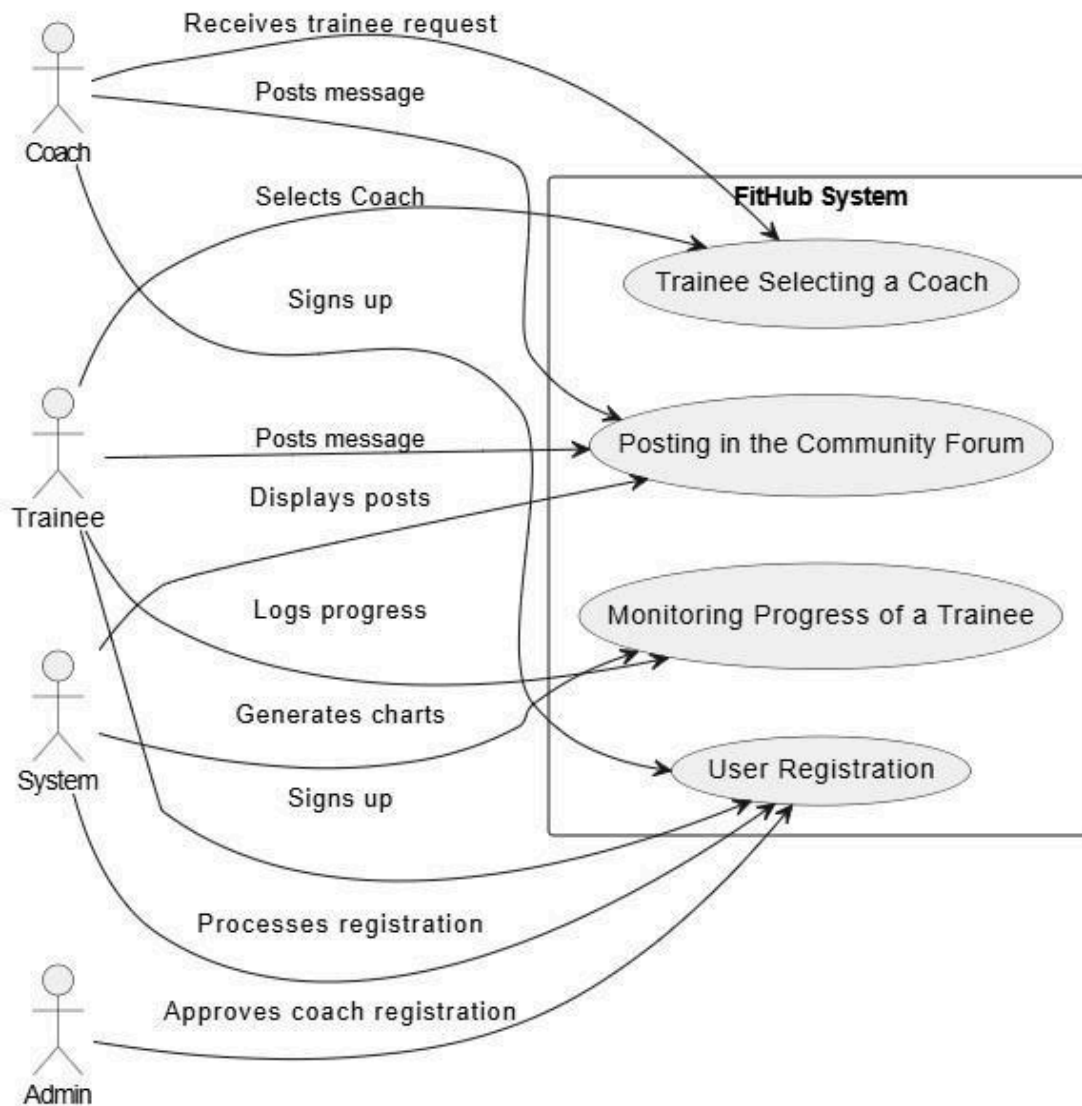 Receives trainee request
Posts message
Coach
Selects Coach
FitHub System
Trainee Selecting a Coach
Signs up
Posts message
Posting in the Community Forum
Trainee
Displays posts
Logs progress
Monitoring Progress of a Trainee
Generates charts
System
Signs up
User Registration
Processes registration
Approves coach registration
Admin